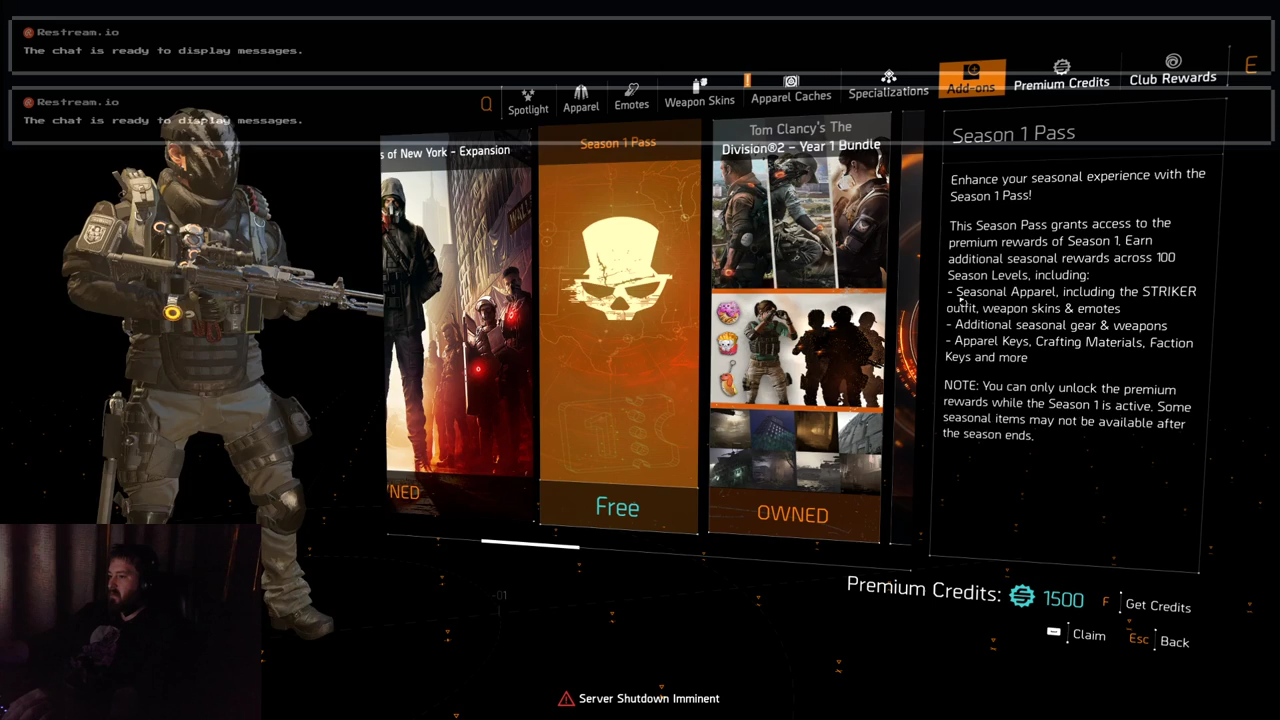 Restream.io
The chat is ready to display messages.
Restream.io
The chat is ready to display messages.
Q
Spotlight
Apparel
Emotes
Weapon Skins
Apparel Caches
Specializations
Add-ons
Premium Credits
Club Rewards
E
s of New York - Expansion
NED
Season 1 Pass
Free
Tom Clancy's The
Division®2 – Year 1 Bundle
OWNED
Season 1 Pass
Enhance your seasonal experience with the
Season 1 Pass!
This Season Pass grants access to the
premium rewards of Season 1. Earn
additional seasonal rewards across 100
Season Levels, including:
- Seasonal Apparel, including the STRIKER
outfit, weapon skins & emotes
- Additional seasonal gear & weapons
- Apparel Keys, Crafting Materials, Faction
Keys and more
NOTE: You can only unlock the premium
rewards while the Season 1 is active. Some
seasonal items may not be available after
the season ends.
-01
Premium Credits: 1500
F Get Credits
Claim
Esc Back
Server Shutdown Imminent